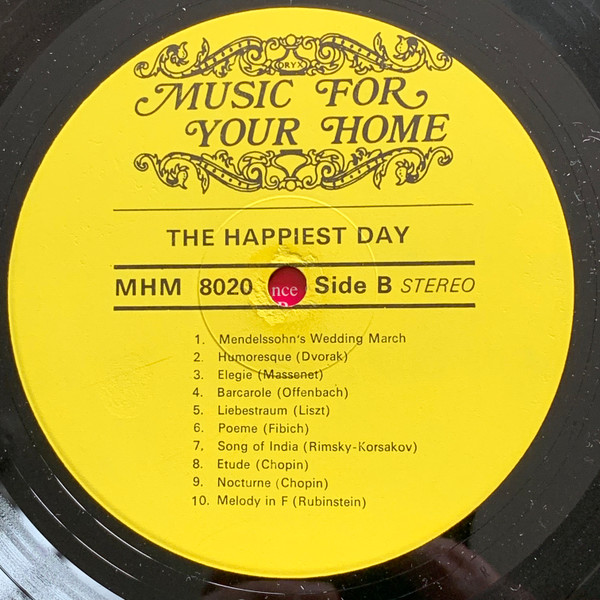 ORYX
MUSIC FOR
YOUR HOME
THE HAPPIEST DAY
MHM 8020 nce Side B STEREO
1. Mendelssohn's Wedding March
2. Humoresque (Dvorak)
3. Elegie (Massenet)
4. Barcarole (Offenbach)
5. Liebestraum (Liszt)
6. Poeme (Fibich)
7. Song of India (Rimsky-Korsakov)
8. Etude (Chopin)
9. Nocturne (Chopin)
10. Melody in F (Rubinstein)